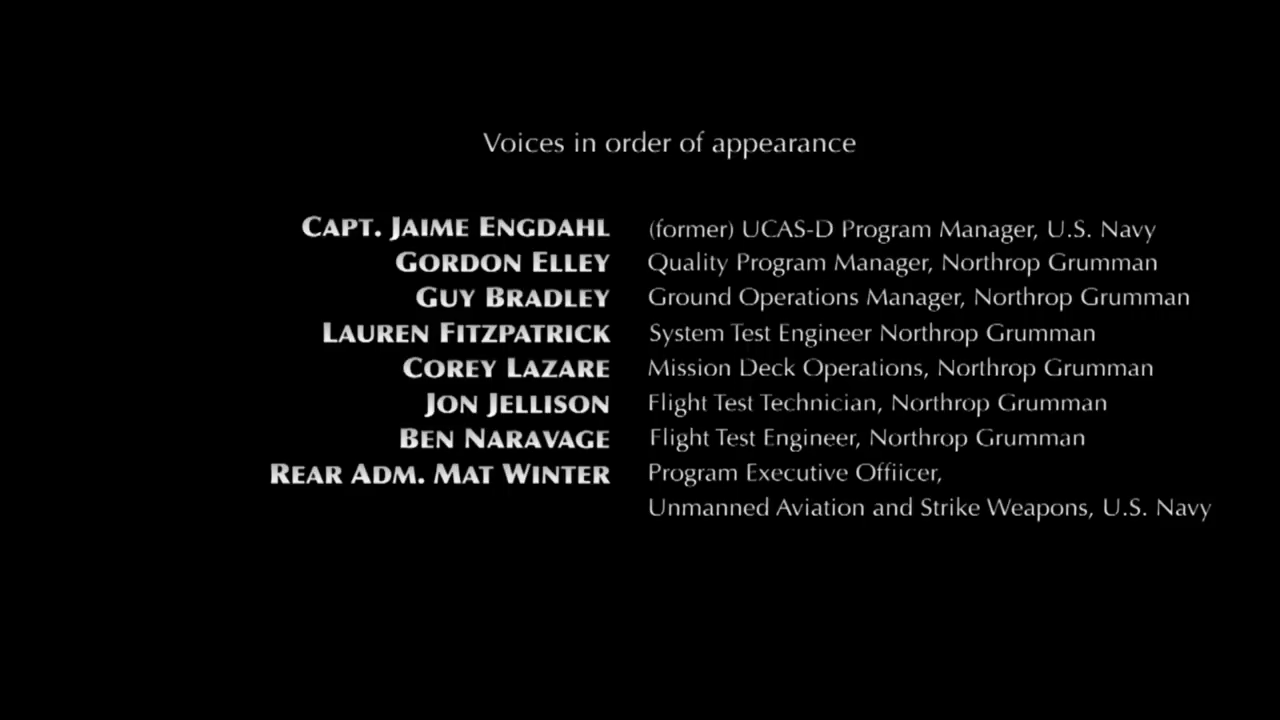 Voices in order of appearance
CAPT. JAIME ENGDAHL (former) UCAS-D Program Manager, U.S. Navy
GORDON ELLEY Quality Program Manager, Northrop Grumman
GUY BRADLEY Ground Operations Manager, Northrop Grumman
LAUREN FITZPATRICK System Test Engineer Northrop Grumman
COREY LAZARE Mission Deck Operations, Northrop Grumman
JON JELLISON Flight Test Technician, Northrop Grumman
BEN NARAVAGE Flight Test Engineer, Northrop Grumman
REAR ADM. MAT WINTER Program Executive Offiicer,
Unmanned Aviation and Strike Weapons, U.S. Navy